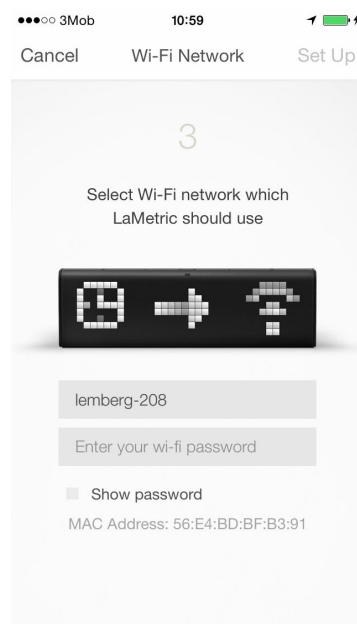 3Mob 10:59
Cancel Wi-Fi Network Set Up
3
Select Wi-Fi network which
LaMetric should use
lemberg-208
Enter your wi-fi password
Show password
MAC Address: 56:E4:BD:BF:B3:91